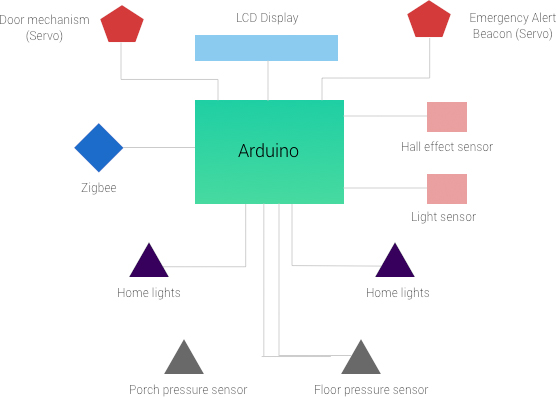 Door mechanism
(Servo)
LCD Display
Emergency Alert
Beacon (Servo)
Arduino
Hall effect sensor
Zigbee
Light sensor
Home lights
Home lights
Porch pressure sensor
Floor pressure sensor